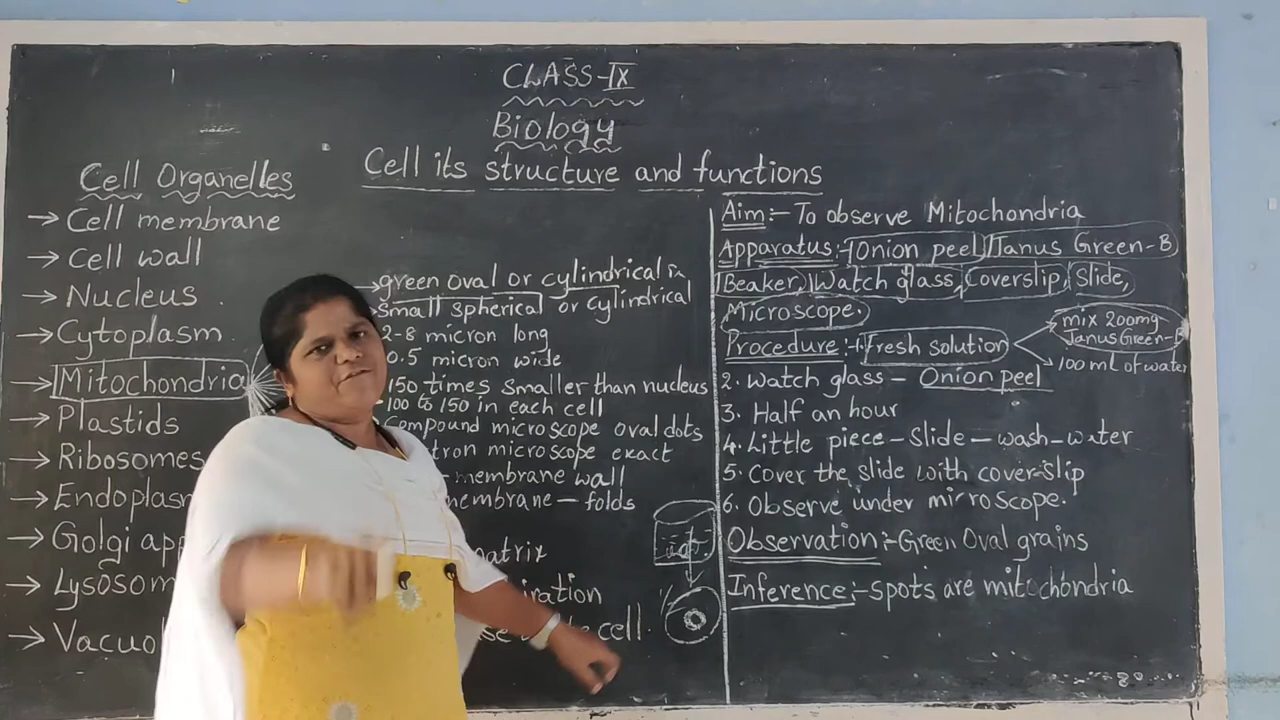 CLASS-IX
Biology
Cell its structure and functions
Cell Organelles
→ Cell membrane
→ Cell wall
→ Nucleus
→ Cytoplasm
→ Mitochondria
→ Plastids
→ Ribosomes
→ Endoplasm
→ Golgi app
→ Lysosom
→ Vacuol
→ green oval or cylindrical in
small spherical or cylindrical
2-8 micron long
0.5 micron wide
150 times smaller than nucleus
100 to 150 in each cell
compound microscope oval dots
tron microscope exact
- membrane wall
membrane - folds
matrix
iration
cell.
Aim:- To observe Mitochondria
Apparatus:- Onion peel, Janus Green-B
Beaker, Watch glass, Coverslip, Slide,
Microscope.
Procedure:- 1. Fresh solution
mix 200mg
Janus Green-B
100 mL of water
2. Watch glass - Onion peel
3. Half an hour
4. Little piece - Slide - wash - water
5. Cover the slide with cover-slip
6. Observe under microscope.
Observation:- Green Oval grains
Inference:- spots are mitochondria